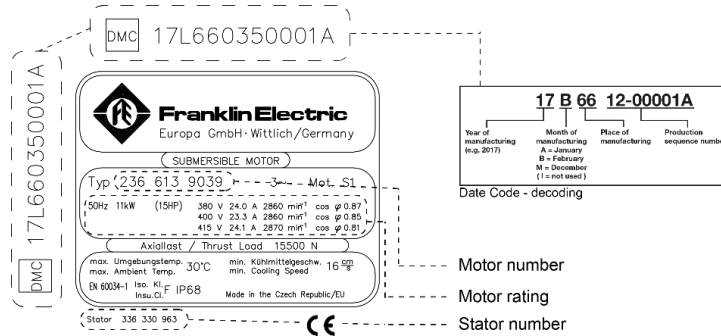 DMC 17L660350001A
DMC 17L660350001A
FE
Franklin Electric
Europa GmbH·Wittlich/Germany
SUBMERSIBLE MOTOR
Typ 236 613 9039 3~ Mot. S1
50Hz 11kW (15HP) 380 V 24.0 A 2860 min⁻¹ cos φ 0.87
400 V 23.3 A 2860 min⁻¹ cos φ 0.85
415 V 24.1 A 2870 min⁻¹ cos φ 0.81
Axiallast / Thrust Load 15500 N
max. Umgebungstemp. 30°C min. Kühlmittelgeschw. 16 cm/s
max. Ambient Temp. min. Cooling Speed
EN 60034-1 Iso. Kl. F IP68 Made in the Czech Republic/EU
Insu.Cl.
Stator 336 330 963
CE
17 B 66 12-00001A
Year of manufacturing (e.g. 2017)
Month of manufacturing
A = January
B = February
M = December
( I = not used )
Place of manufacturing
Production sequence number
Date Code - decoding
Motor number
Motor rating
Stator number